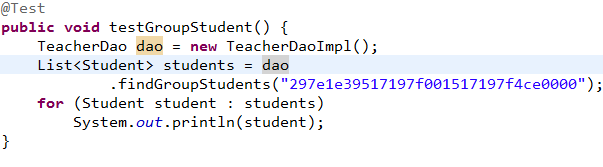 @Test
public void testGroupStudent() {
    TeacherDao dao = new TeacherDaoImpl();
    List<Student> students = dao
            .findGroupStudents("297e1e39517197f001517197f4ce0000");
    for (Student student : students)
        System.out.println(student);
}